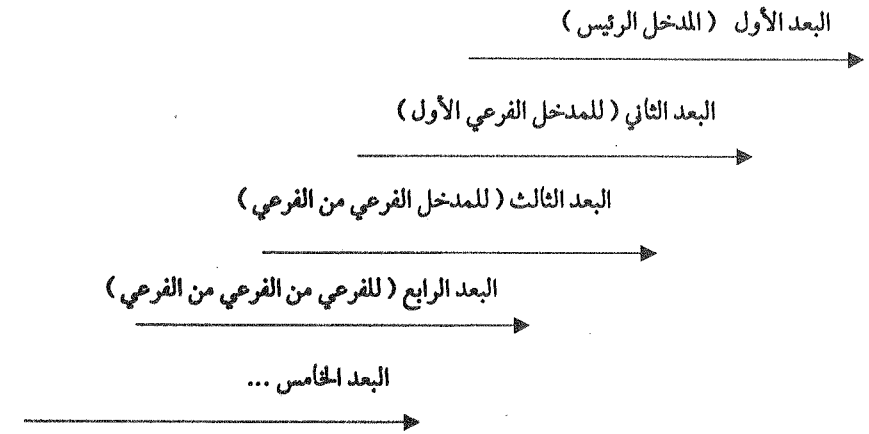 البعد الأول ( المدخل الرئيس )
البعد الثاني ( للمدخل الفرعي الأول )
البعد الثالث ( للمدخل الفرعي من الفرعي )
البعد الرابع ( للفرعي من الفرعي من الفرعي )
البعد الخامس ...